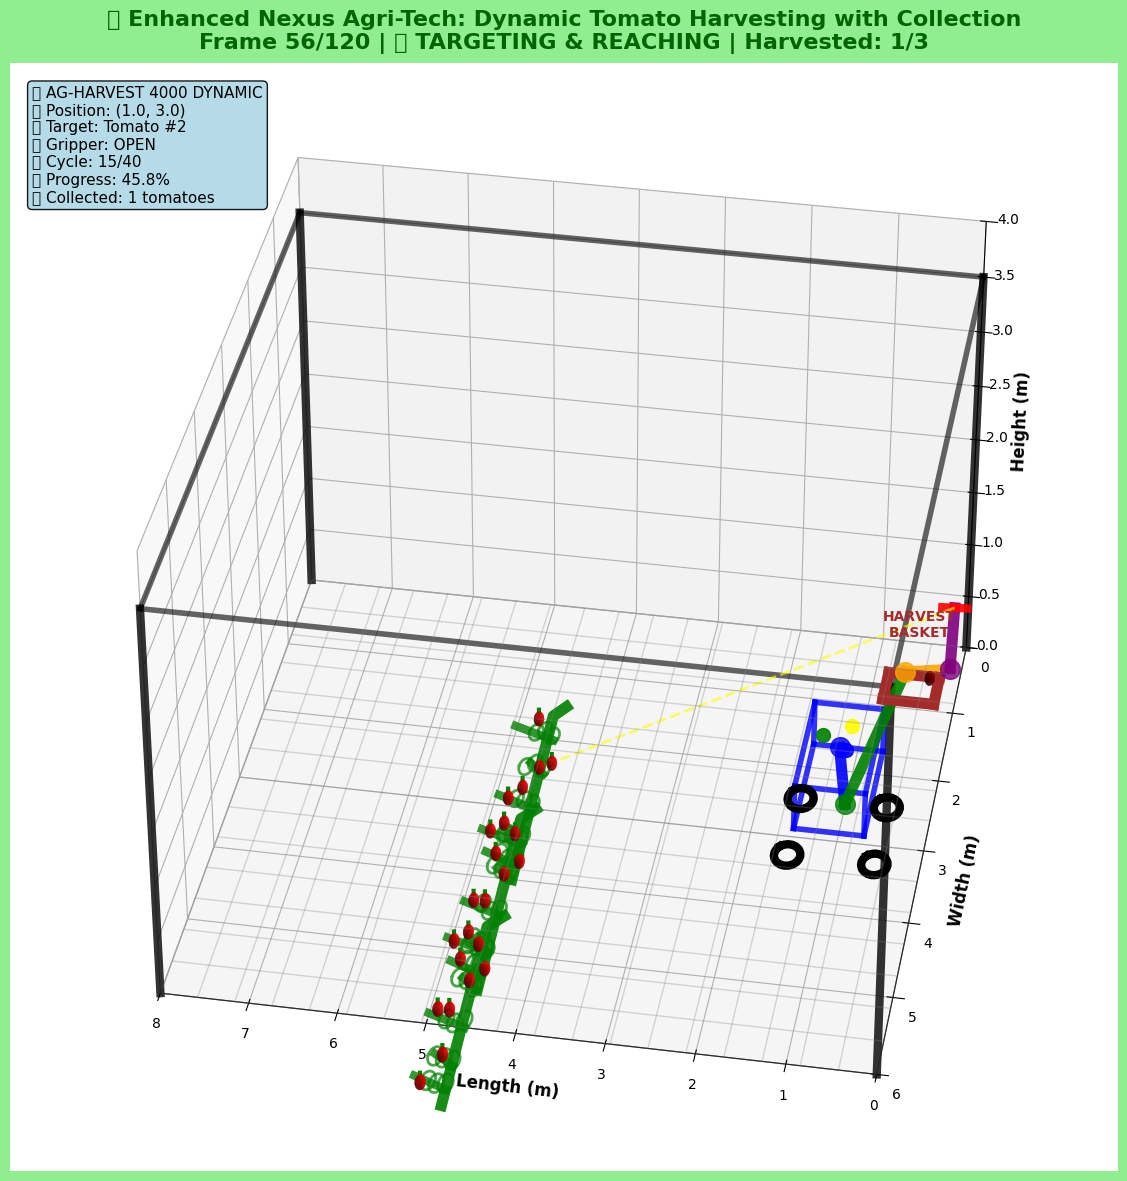 Enhanced Nexus Agri-Tech: Dynamic Tomato Harvesting with Collection
Frame 56/120 | TARGETING & REACHING | Harvested: 1/3
AG-HARVEST 4000 DYNAMIC
Position: (1.0, 3.0)
Target: Tomato #2
Gripper: OPEN
Cycle: 15/40
Progress: 45.8%
Collected: 1 tomatoes
4.0
3.5
3.0
2.5
2.0
1.5
1.0
0.5
0.0
Height (m)
HARVEST
BASKET
0
1
2
3
4
5
6
Width (m)
8
7
6
5
4
3
2
1
0
Length (m)